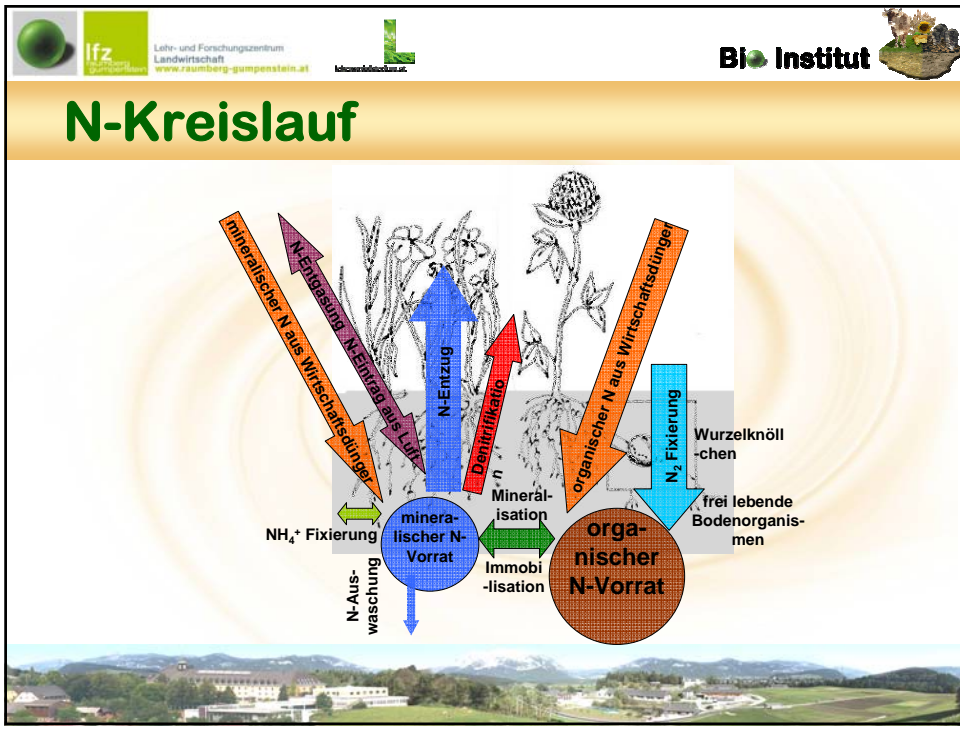 lfz
raumberg
gumpenstein
Lehr- und Forschungszentrum
Landwirtschaft
www.raumberg-gumpenstein.at
L
Bio Institut
N-Kreislauf
mineralischer N aus Wirtschaftsdünger
N-Entgasung N-Eintrag aus Luft
N-Entzug
Denitrifikatio
n
organischer N aus Wirtschaftsdünger
N₂ Fixierung
Wurzelknöll
-chen
frei lebende
Bodenorganis-
men
NH₄⁺ Fixierung
minera-
lischer N-
Vorrat
Mineral-
isation
Immobi
-lisation
orga-
nischer
N-Vorrat
N-Aus-
waschung